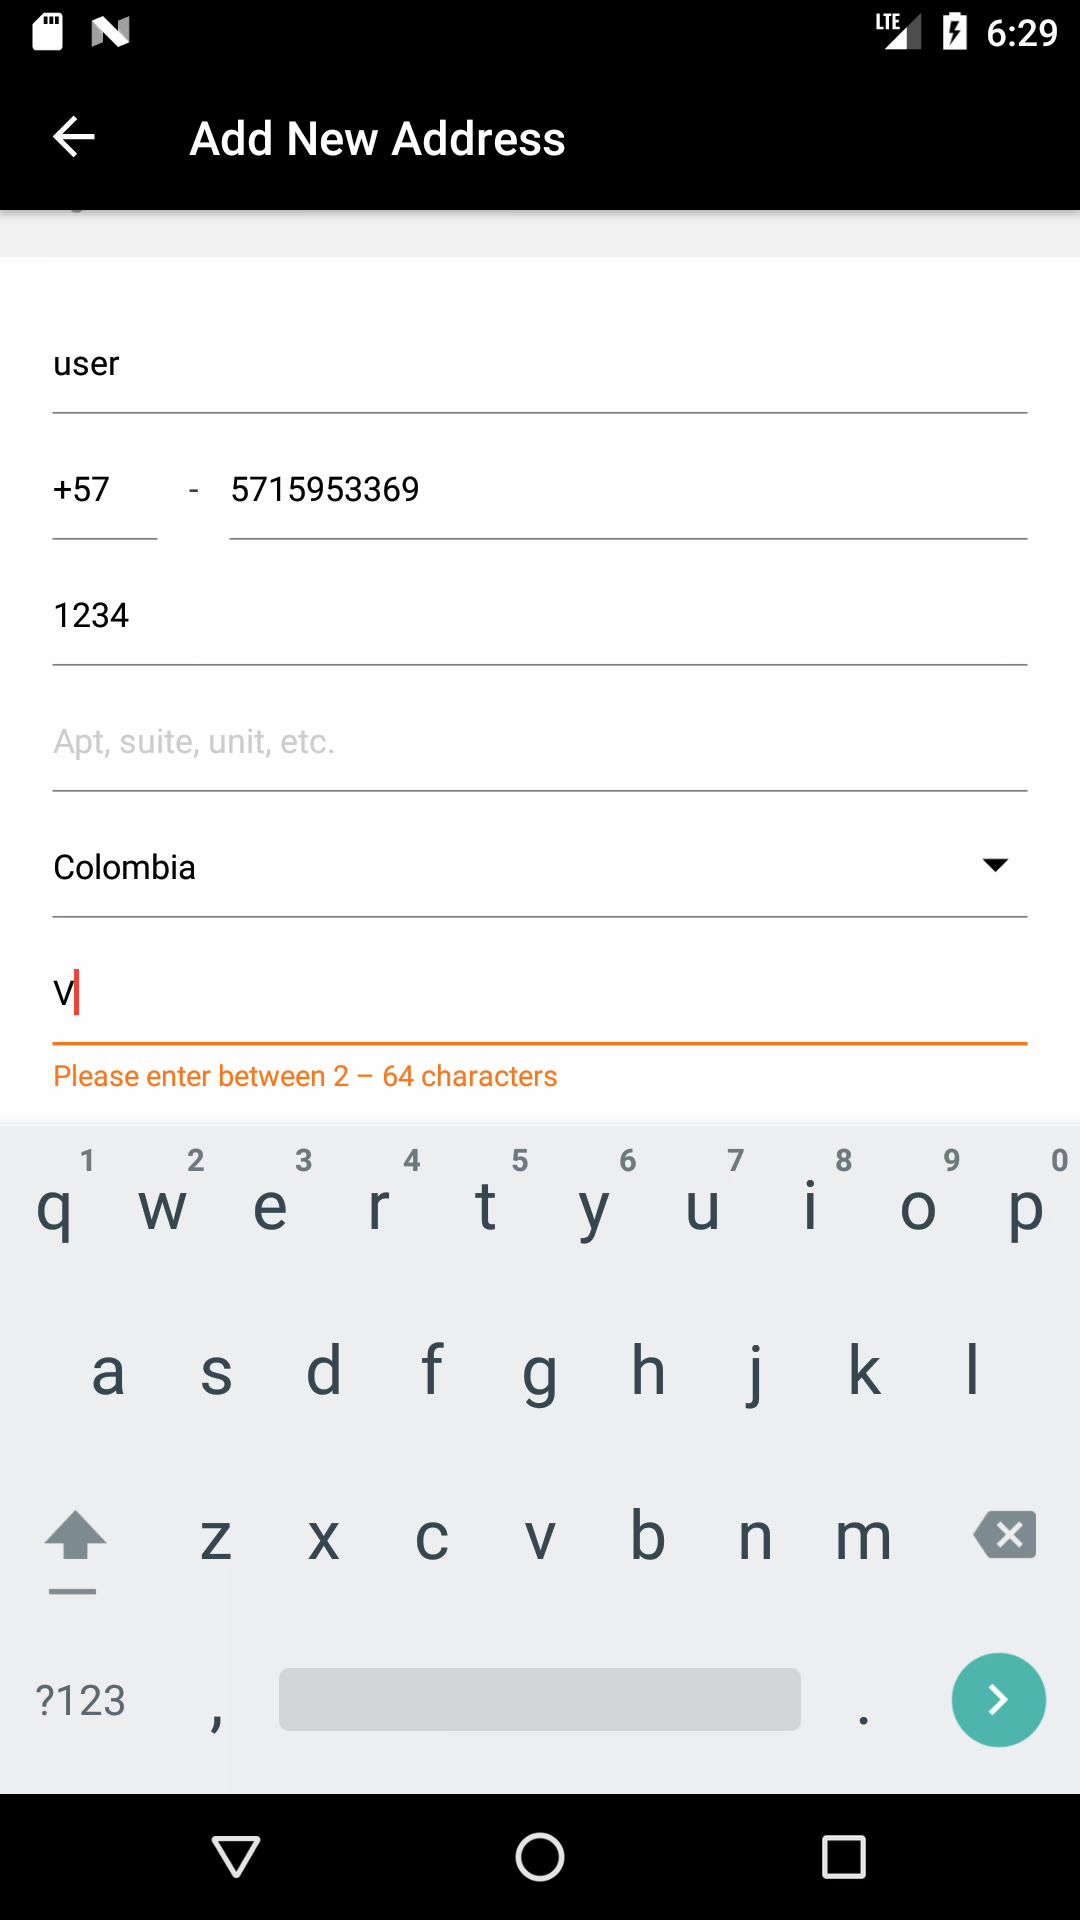 LTE 6:29
Add New Address
user
+57 - 5715953369
1234
Apt, suite, unit, etc.
Colombia
V
Please enter between 2 – 64 characters
1 2 3 4 5 6 7 8 9 0
q w e r t y u i o p
a s d f g h j k l
z x c v b n m
?123 , .